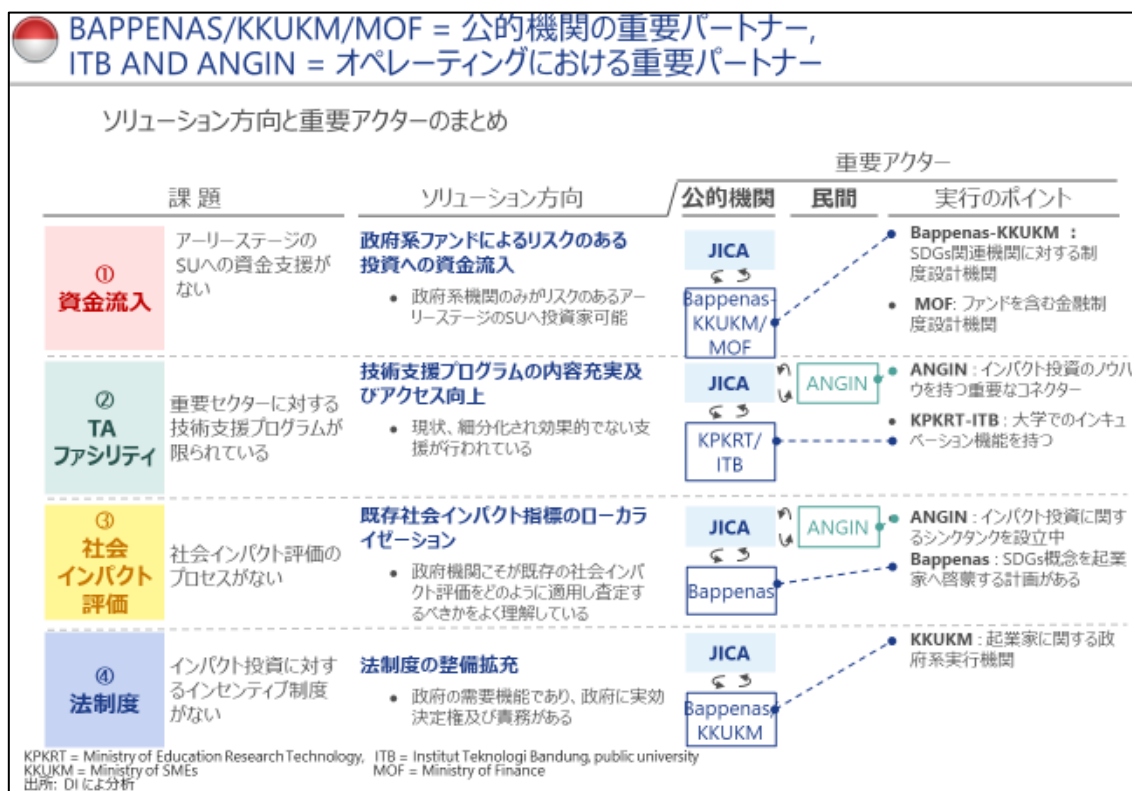 BAPPENAS/KKUKM/MOF = 公的機関の重要パートナー,
ITB AND ANGIN = オペレーティングにおける重要パートナー
ソリューション方向と重要アクターのまとめ
重要アクター
課題
ソリューション方向
公的機関
民間
実行のポイント
①
資金流入
アーリーステージの
SUへの資金支援が
ない
政府系ファンドによるリスクのある
投資への資金流入
• 政府系機関のみがリスクのあるアー
リーステージのSUへ投資家可能
JICA
Bappenas-
KKUKM/
MOF
• Bappenas-KKUKM :
SDGs関連機関に対する制
度設計機関
• MOF: ファンドを含む金融制
度設計機関
②
TA
ファシリティ
重要セクターに対する
技術支援プログラムが
限られている
技術支援プログラムの内容充実及
びアクセス向上
• 現状、細分化され効果的でない支
援が行われている
JICA
KPKRT/
ITB
ANGIN
• ANGIN : インパクト投資のノウハ
ウを持つ重要なコネクター
• KPKRT-ITB : 大学でのインキュ
ベーション機能を持つ
③
社会
インパクト
評価
社会インパクト評価の
プロセスがない
既存社会インパクト指標のローカラ
イゼーション
• 政府機関こそが既存の社会インパ
クト評価をどのように適用し査定す
るべきかをよく理解している
JICA
Bappenas
ANGIN
• ANGIN : インパクト投資に関す
るシンクタンクを設立中
• Bappenas : SDGs概念を起業
家へ啓蒙する計画がある
④
法制度
インパクト投資に対す
るインセンティブ制度
がない
法制度の整備拡充
• 政府の需要機能であり、政府に実効
決定権及び責務がある
JICA
Bappenas/
KKUKM
• KKUKM : 起業家に関する政
府系実行機関
KPKRT = Ministry of Education Research Technology, ITB = Institut Teknologi Bandung, public university
KKUKM = Ministry of SMEs MOF = Ministry of Finance
出所: DIによ分析